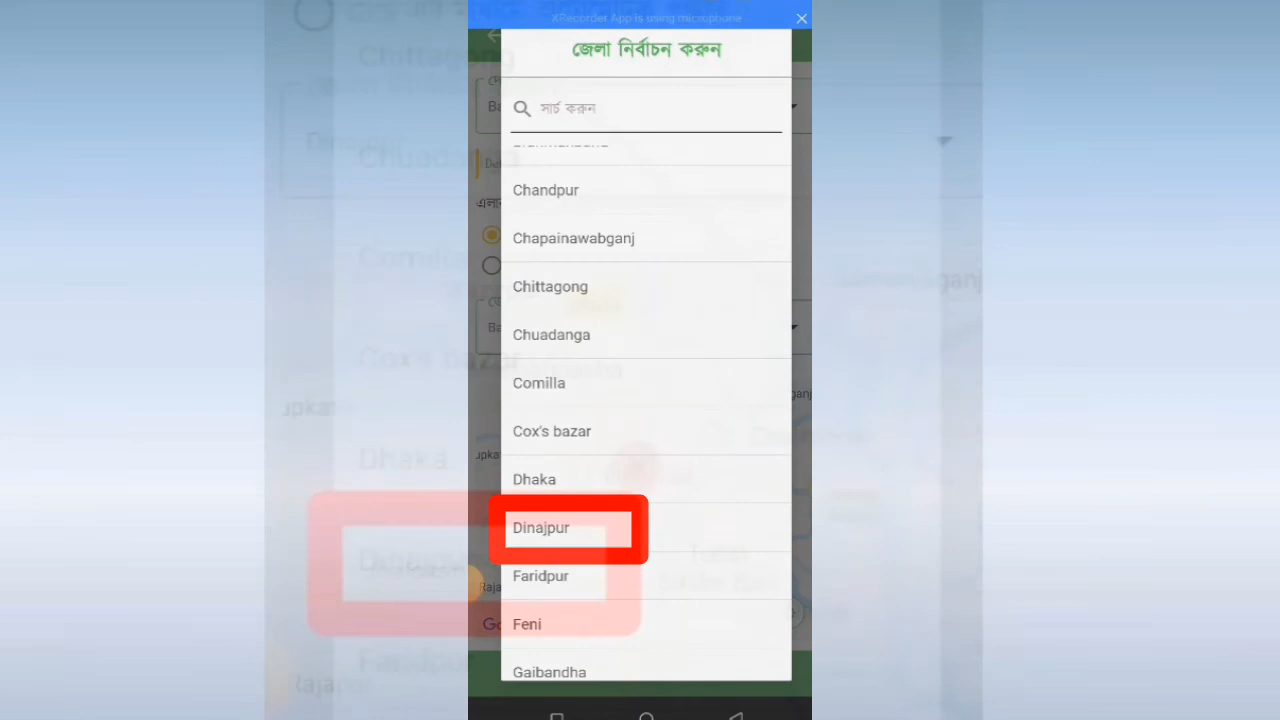 XRecorder App is using microphone
জেলা নির্বাচন করুন
সার্চ করুন
Chandpur
Chapainawabganj
Chittagong
Chuadanga
Comilla
Cox's bazar
Dhaka
Dinajpur
Faridpur
Feni
Gaibandha